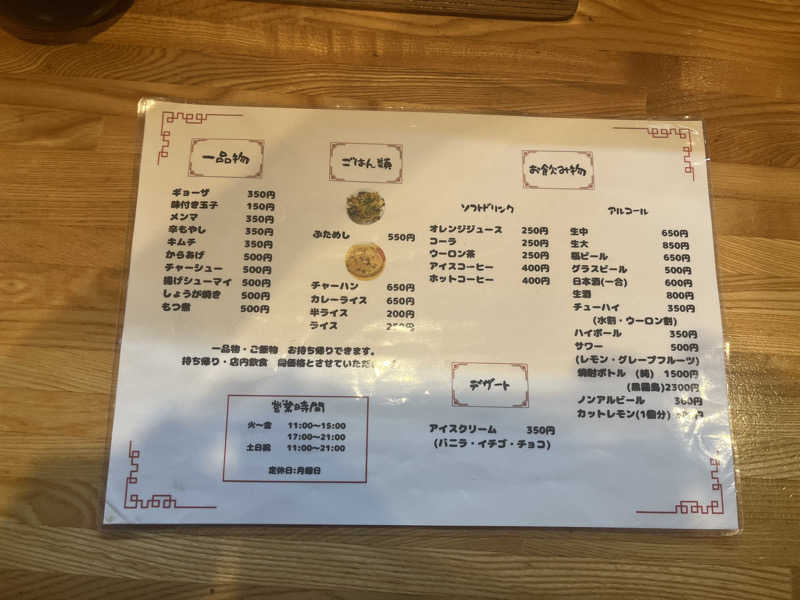 一品物
ギョーザ 350円
味付き玉子 150円
メンマ 350円
辛もやし 350円
キムチ 350円
からあげ 500円
チャーシュー 500円
揚げシューマイ 500円
しょうが焼き 500円
もつ煮 500円
ごはん類
ぶためし 550円
チャーハン 650円
カレーライス 650円
半ライス 200円
ライス 250円
一品物・ご飯物 お持ち帰りできます。
持ち帰り・店内飲食 同価格とさせていただ
営業時間
火～金 11:00～15:00
17:00～21:00
土日祝 11:00～21:00
定休日:月曜日
お飲み物
ソフトドリンク
オレンジジュース 250円
コーラ 250円
ウーロン茶 250円
アイスコーヒー 400円
ホットコーヒー 400円
アルコール
生中 650円
生大 850円
瓶ビール 650円
グラスビール 500円
日本酒(一合) 600円
生酒 800円
チューハイ 350円
(水割・ウーロン割)
ハイボール 350円
サワー 500円
(レモン・グレープフルーツ)
焼酎ボトル (純) 1500円
(黒霧島)2300円
ノンアルビール 300円
カットレモン(1個分) 円
デザート
アイスクリーム 350円
(バニラ・イチゴ・チョコ)